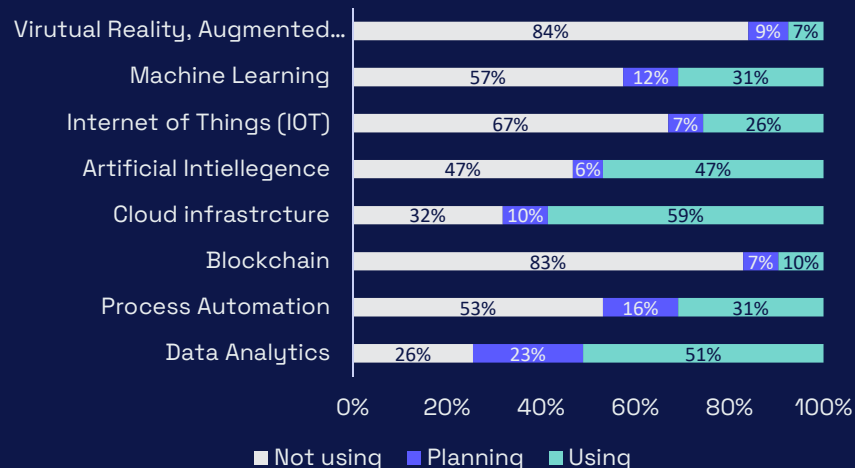 Virutual Reality, Augmented... 84% 9% 7%
Machine Learning 57% 12% 31%
Internet of Things (IOT) 67% 7% 26%
Artificial Intiellegence 47% 6% 47%
Cloud infrastrcture 32% 10% 59%
Blockchain 83% 7% 10%
Process Automation 53% 16% 31%
Data Analytics 26% 23% 51%
0% 20% 40% 60% 80% 100%
Not using Planning Using